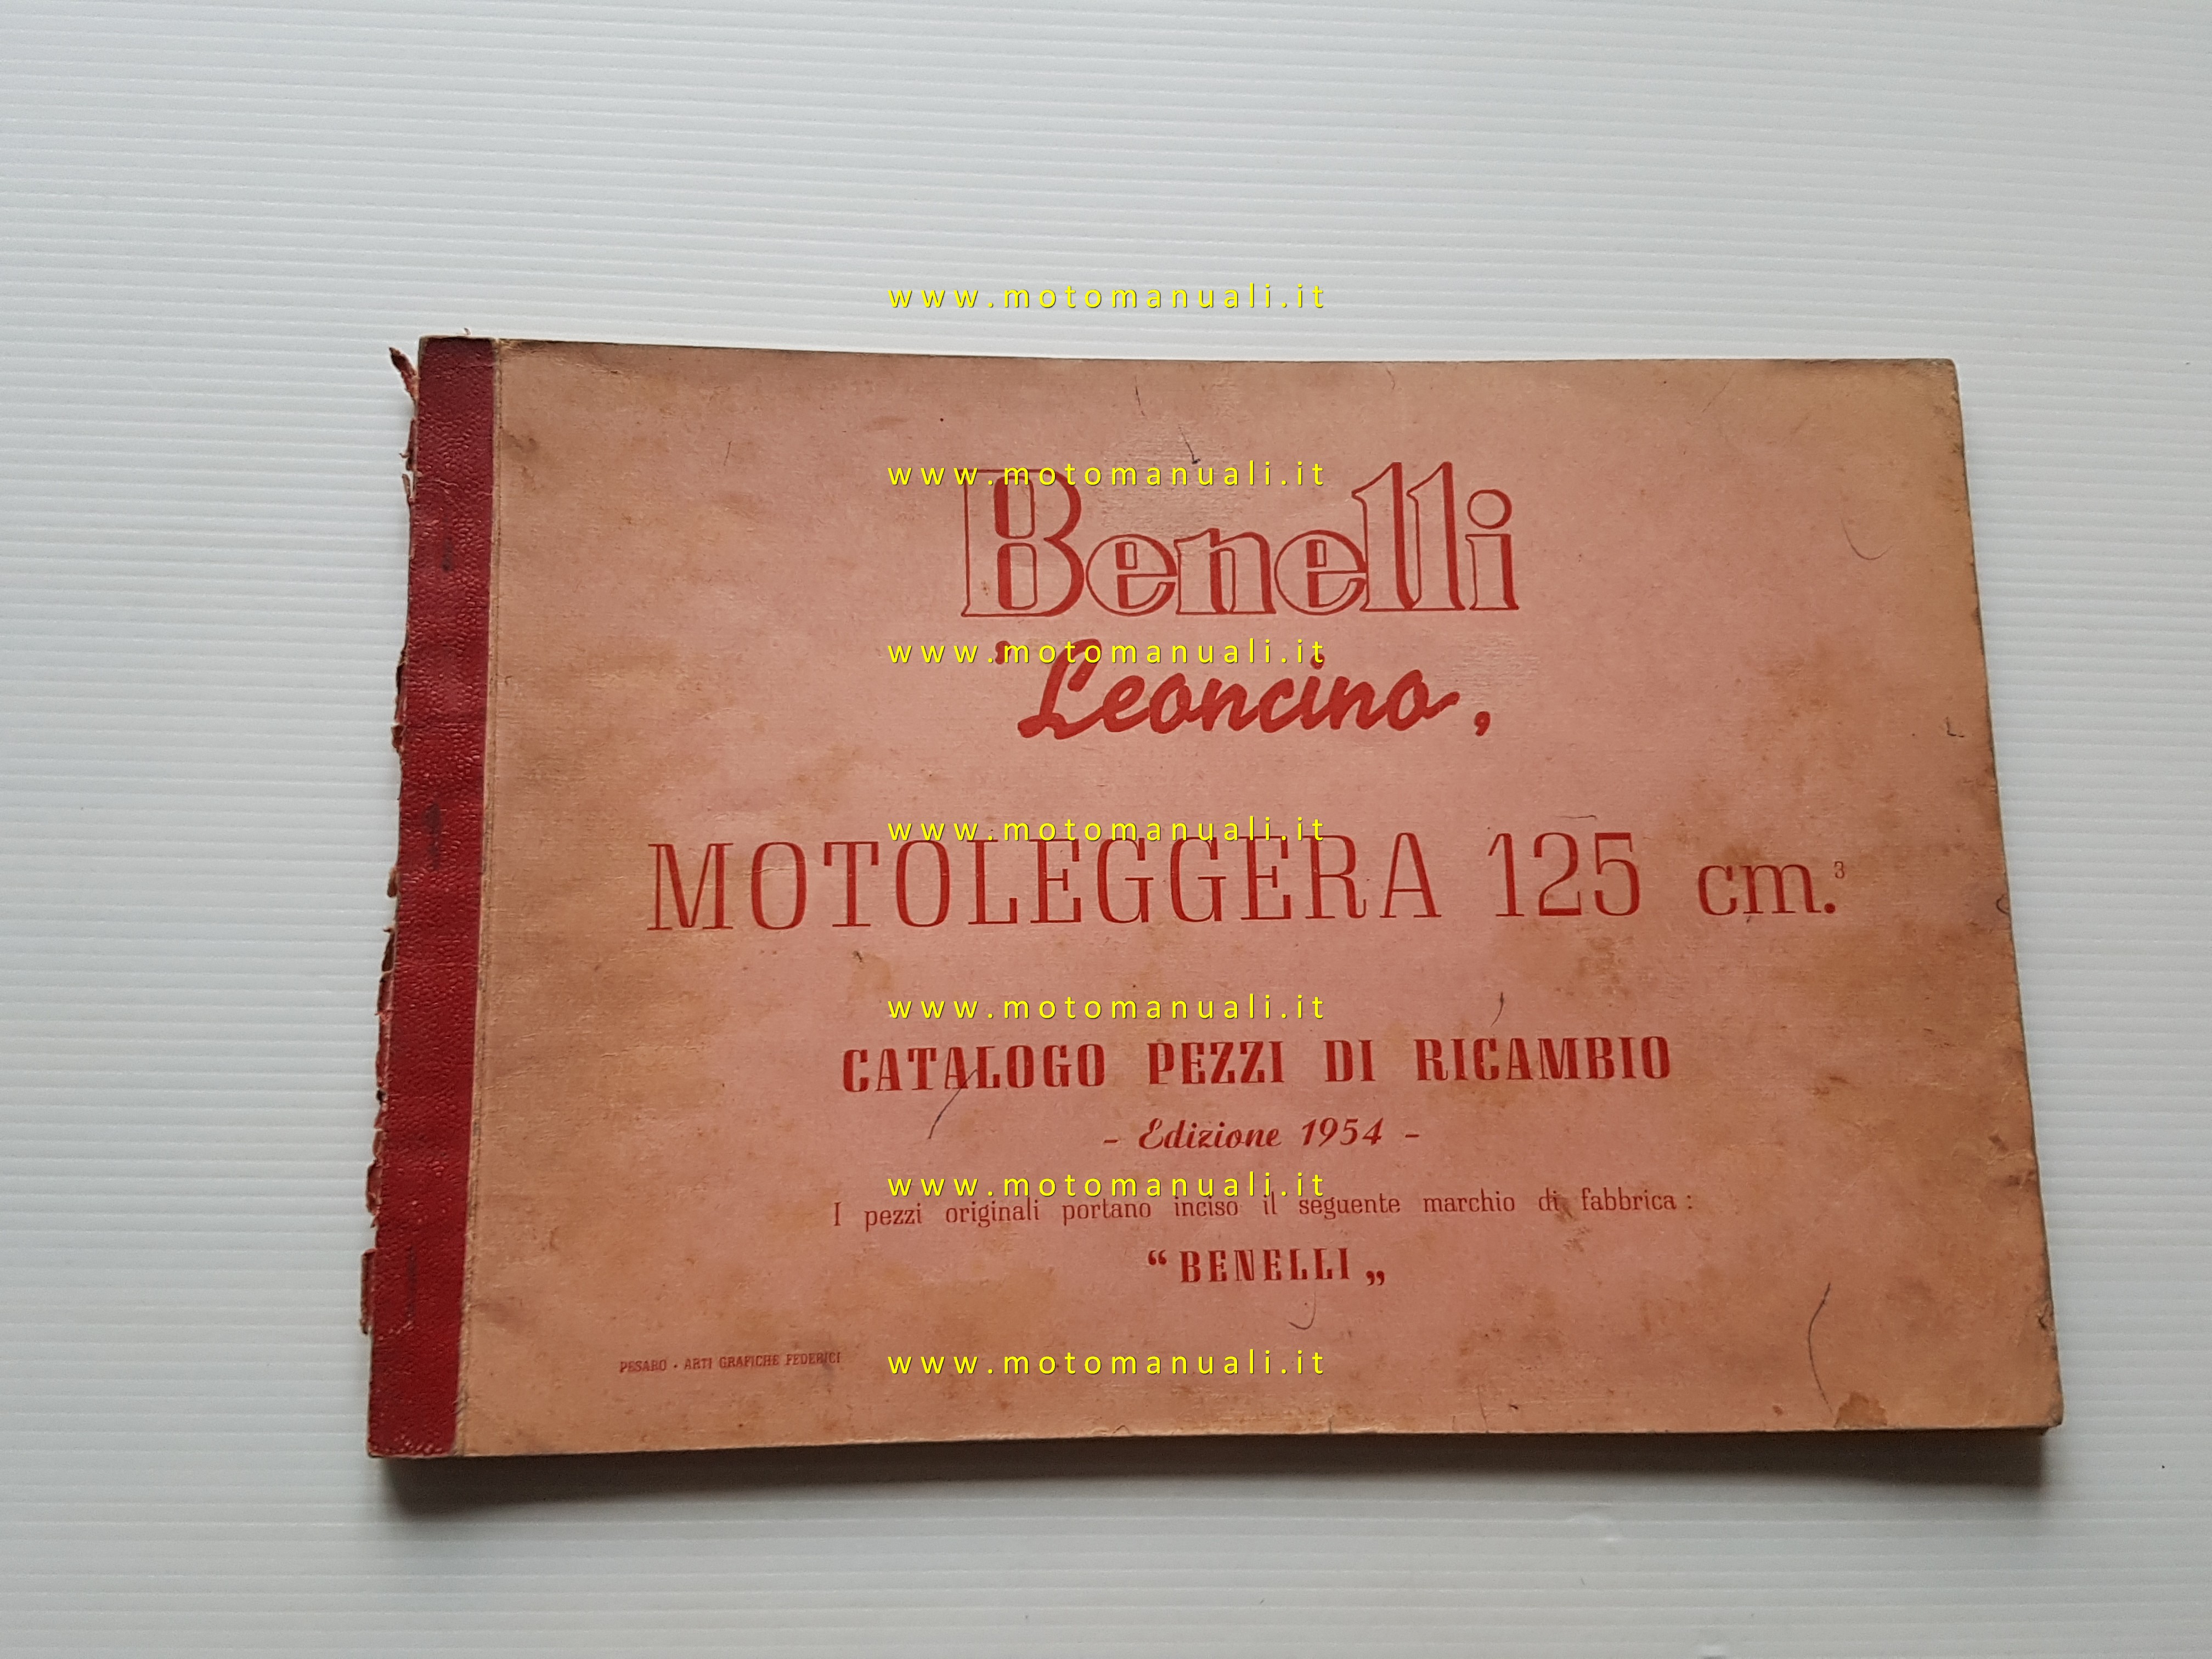 www.motomanuali.it
www.motomanuali.it
Benelli
www.motomanuali.it
'Leoncino,
www.motomanuali.it
MOTOLEGGERA 125 cm.³
www.motomanuali.it
CATALOGO PEZZI DI RICAMBIO
- Edizione 1954 -
www.motomanuali.it
I pezzi originali portano inciso il seguente marchio di fabbrica :
“BENELLI„
PESARO - ARTI GRAFICHE FEDERICI
www.motomanuali.it